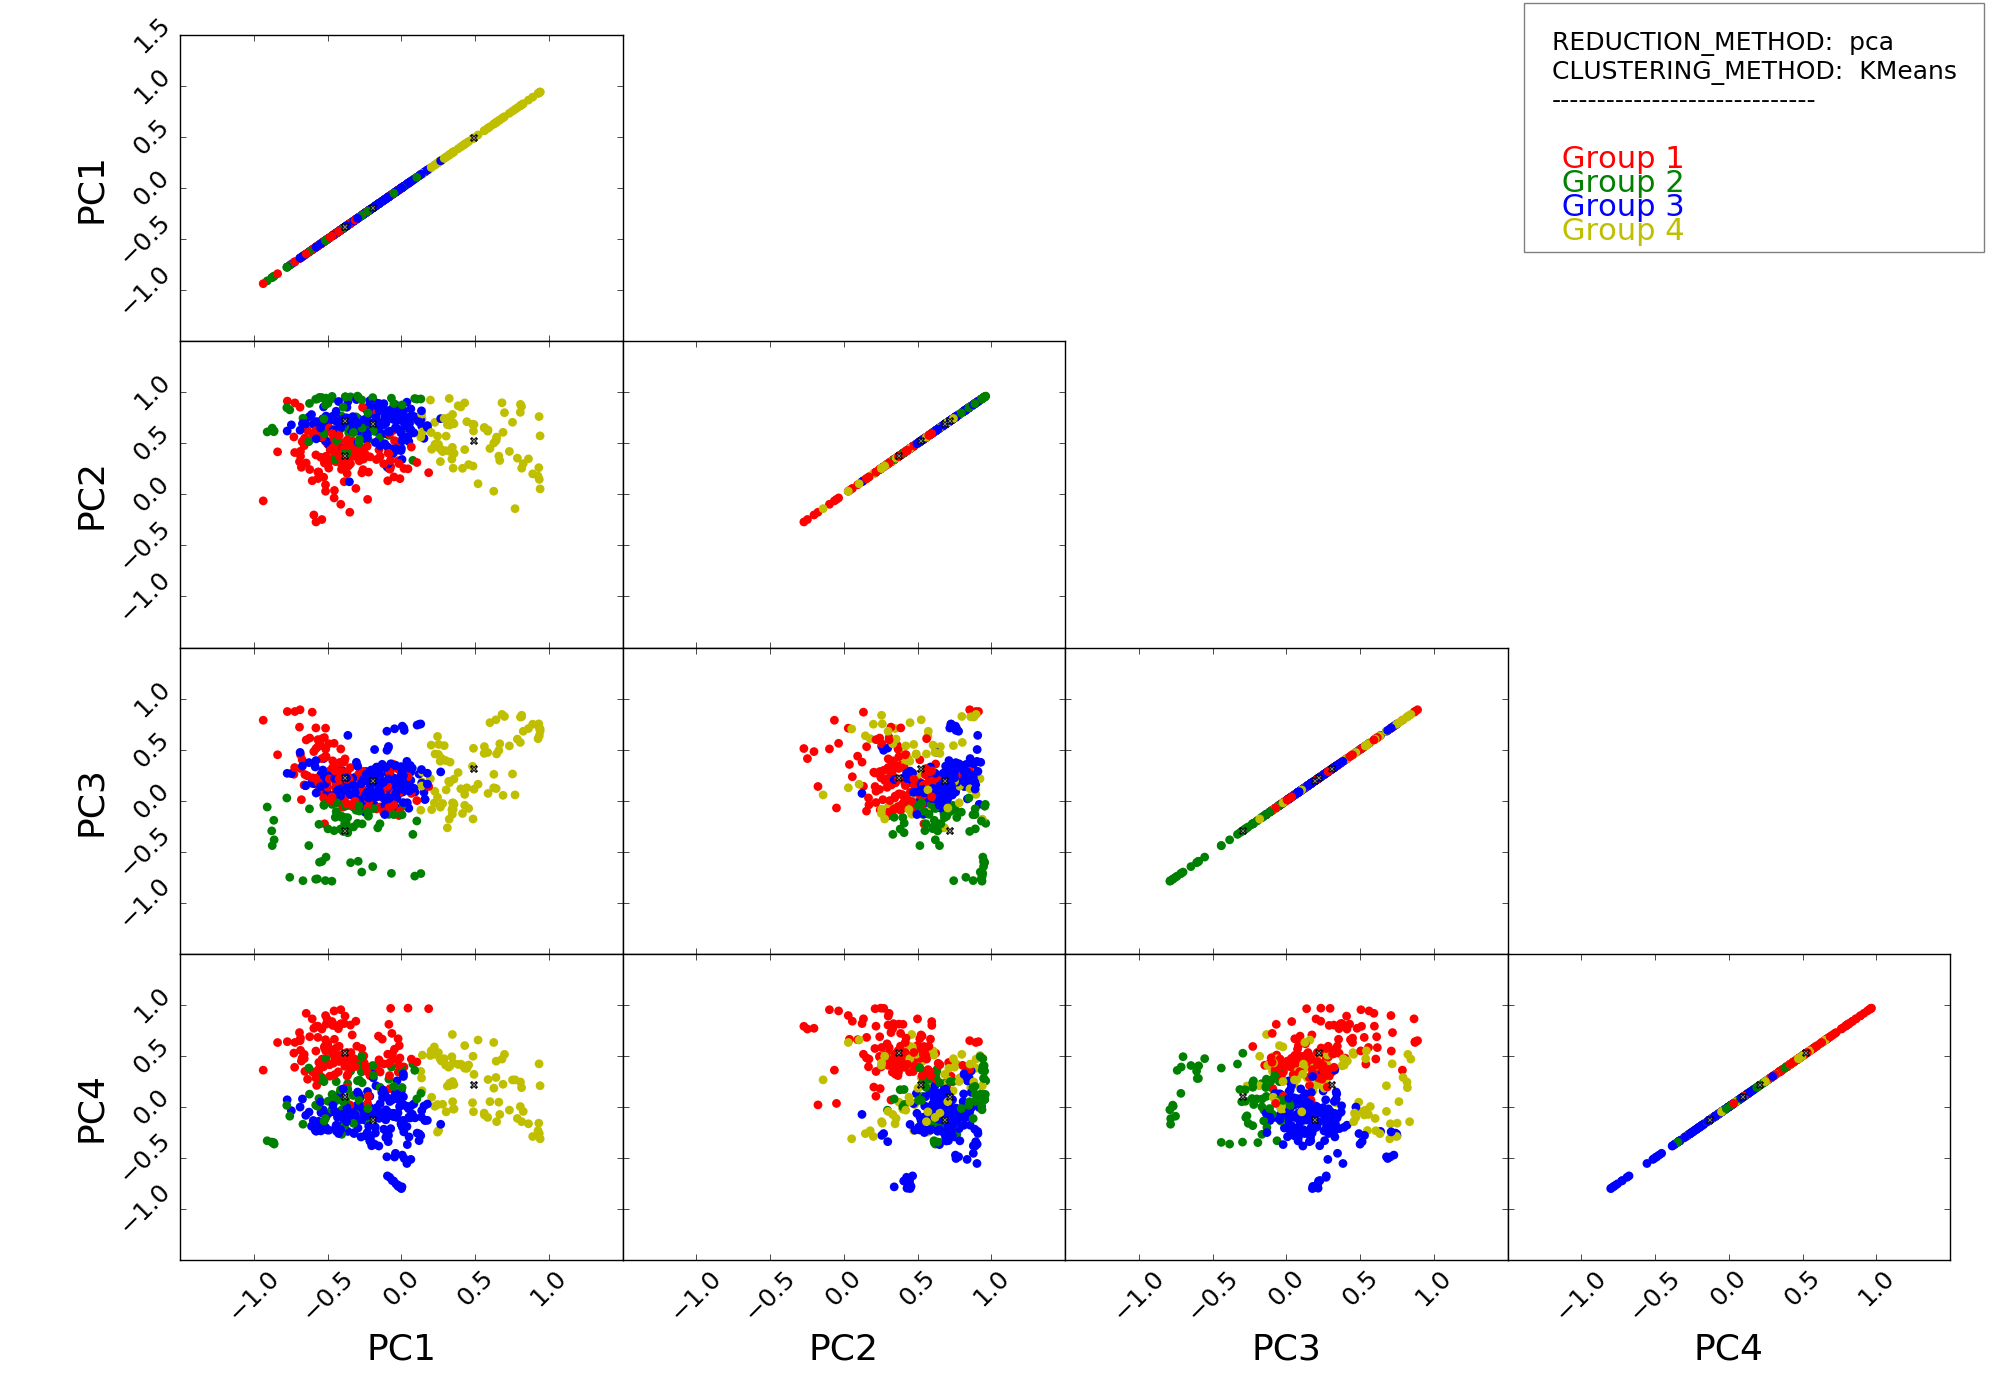 REDUCTION_METHOD: pca
CLUSTERING_METHOD: KMeans
-----------------------------
Group 1
Group 2
Group 3
Group 4
1.5
1.0
0.5
0.0
−0.5
−1.0
PC1
1.0
0.5
0.0
−0.5
−1.0
PC2
1.0
0.5
0.0
−0.5
−1.0
PC3
1.0
0.5
0.0
−0.5
−1.0
PC4
−1.0 −0.5 0.0 0.5 1.0 −1.0 −0.5 0.0 0.5 1.0 −1.0 −0.5 0.0 0.5 1.0 −1.0 −0.5 0.0 0.5 1.0
PC1 PC2 PC3 PC4